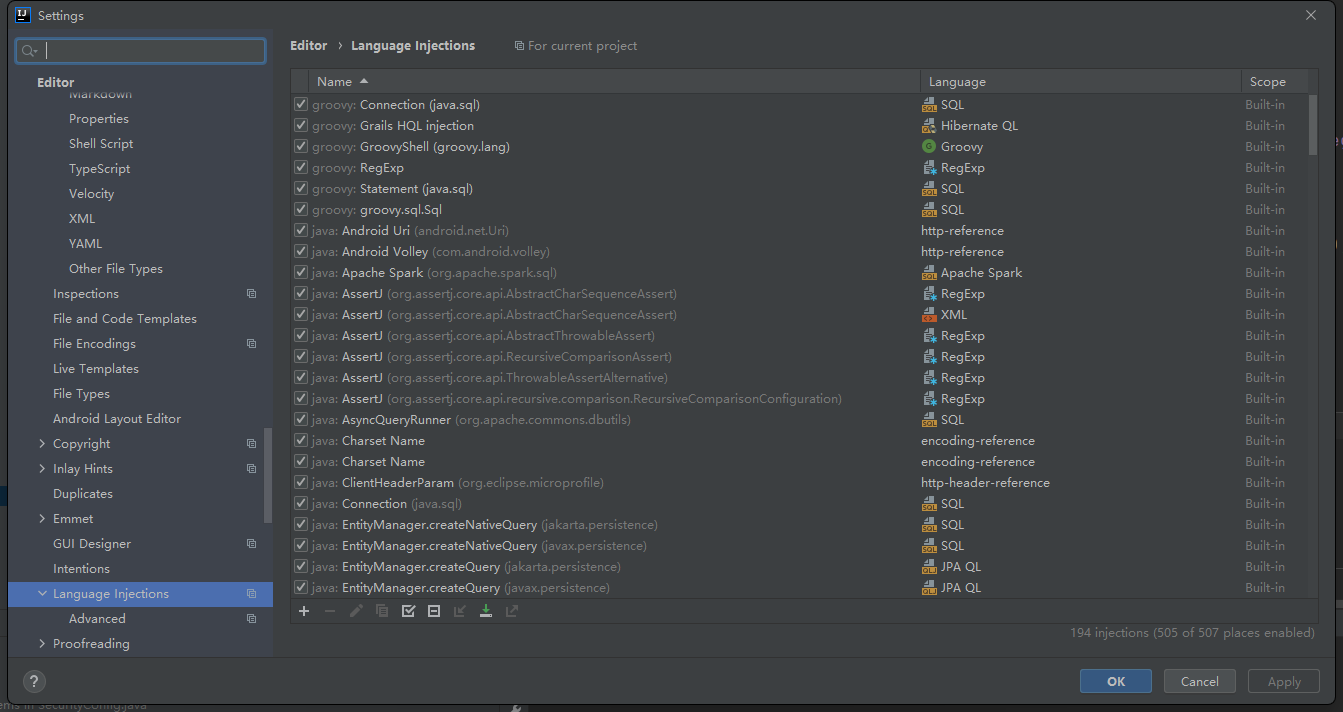 Settings
Editor › Language Injections For current project
Editor
Markdown
Properties
Shell Script
TypeScript
Velocity
XML
YAML
Other File Types
Inspections
File and Code Templates
File Encodings
Live Templates
File Types
Android Layout Editor
Copyright
Inlay Hints
Duplicates
Emmet
GUI Designer
Intentions
Language Injections
Advanced
Proofreading
Name Language Scope
groovy: Connection (java.sql) SQL Built-in
groovy: Grails HQL injection Hibernate QL Built-in
groovy: GroovyShell (groovy.lang) Groovy Built-in
groovy: RegExp RegExp Built-in
groovy: Statement (java.sql) SQL Built-in
groovy: groovy.sql.Sql SQL Built-in
java: Android Uri (android.net.Uri) http-reference Built-in
java: Android Volley (com.android.volley) http-reference Built-in
java: Apache Spark (org.apache.spark.sql) Apache Spark Built-in
java: AssertJ (org.assertj.core.api.AbstractCharSequenceAssert) RegExp Built-in
java: AssertJ (org.assertj.core.api.AbstractCharSequenceAssert) XML Built-in
java: AssertJ (org.assertj.core.api.AbstractThrowableAssert) RegExp Built-in
java: AssertJ (org.assertj.core.api.RecursiveComparisonAssert) RegExp Built-in
java: AssertJ (org.assertj.core.api.ThrowableAssertAlternative) RegExp Built-in
java: AssertJ (org.assertj.core.api.recursive.comparison.RecursiveComparisonConfiguration) RegExp Built-in
java: AsyncQueryRunner (org.apache.commons.dbutils) SQL Built-in
java: Charset Name encoding-reference Built-in
java: Charset Name encoding-reference Built-in
java: ClientHeaderParam (org.eclipse.microprofile) http-header-reference Built-in
java: Connection (java.sql) SQL Built-in
java: EntityManager.createNativeQuery (jakarta.persistence) SQL Built-in
java: EntityManager.createNativeQuery (javax.persistence) SQL Built-in
java: EntityManager.createQuery (jakarta.persistence) JPA QL Built-in
java: EntityManager.createQuery (javax.persistence) JPA QL Built-in
194 injections (505 of 507 places enabled)
? OK Cancel Apply
in SecurityConfig.java